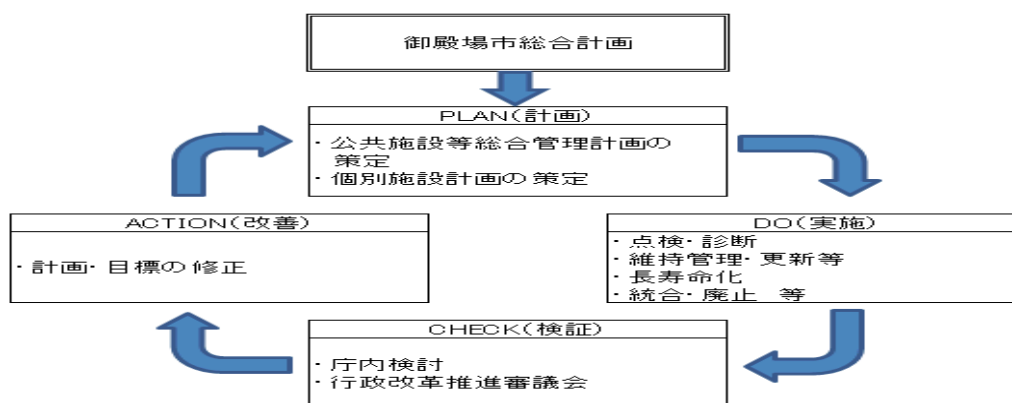 御殿場市総合計画
PLAN(計画)
・公共施設等総合管理計画の
策定
・個別施設計画の策定
ACTION(改善)
・計画・目標の修正
DO(実施)
・点検・診断
・維持管理・更新等
・長寿命化
・統合・廃止 等
CHECK(検証)
・庁内検討
・行政改革推進審議会